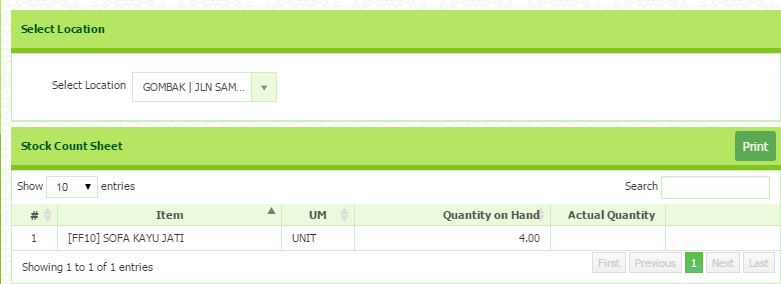 Select Location
Select Location GOMBAK | JLN SAM...
Stock Count Sheet Print
Show 10 entries Search
# Item UM Quantity on Hand Actual Quantity
1 [FF10] SOFA KAYU JATI UNIT 4.00
Showing 1 to 1 of 1 entries First Previous 1 Next Last